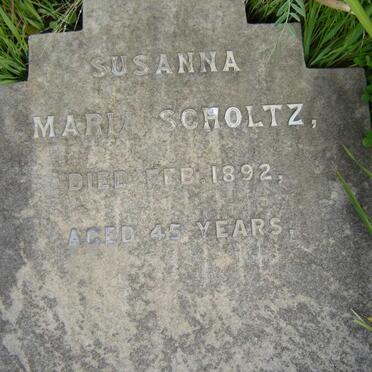 SUSANNA
MARIA SCHOLTZ,
DIED FEB. 1892,
AGED 45 YEARS.